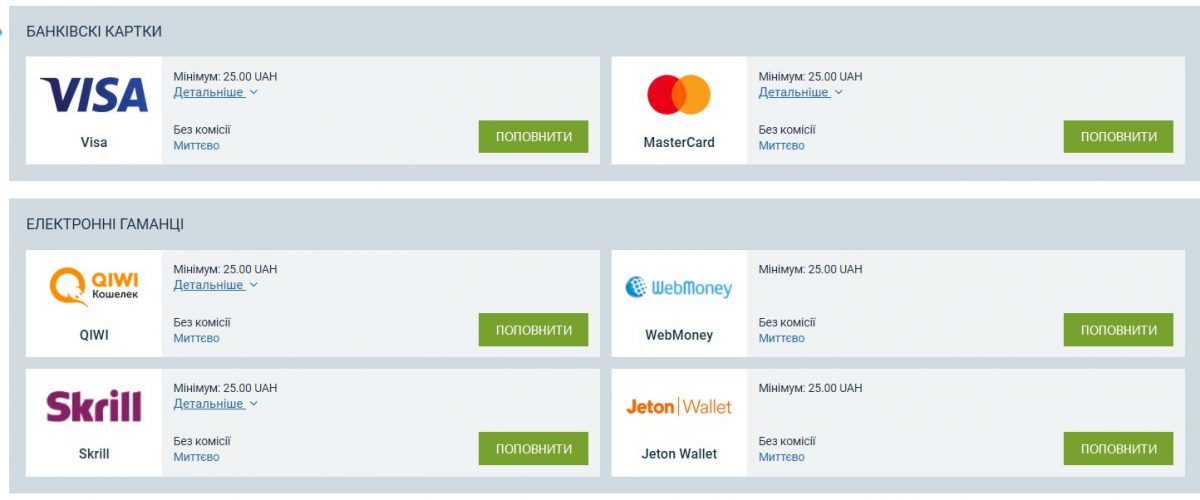 БАНКІВСКІ КАРТКИ
VISA
Visa
Мінімум: 25.00 UAH
Детальніше
Без комісії
Миттєво
ПОПОВНИТИ
MasterCard
Мінімум: 25.00 UAH
Детальніше
Без комісії
Миттєво
ПОПОВНИТИ
ЕЛЕКТРОННІ ГАМАНЦІ
QIWI
Кошелек
QIWI
Мінімум: 25.00 UAH
Детальніше
Без комісії
Миттєво
ПОПОВНИТИ
WebMoney
WebMoney
Мінімум: 25.00 UAH
Без комісії
Миттєво
ПОПОВНИТИ
Skrill
Skrill
Мінімум: 25.00 UAH
Детальніше
Без комісії
Миттєво
ПОПОВНИТИ
Jeton|Wallet
Jeton Wallet
Мінімум: 25.00 UAH
Без комісії
Миттєво
ПОПОВНИТИ